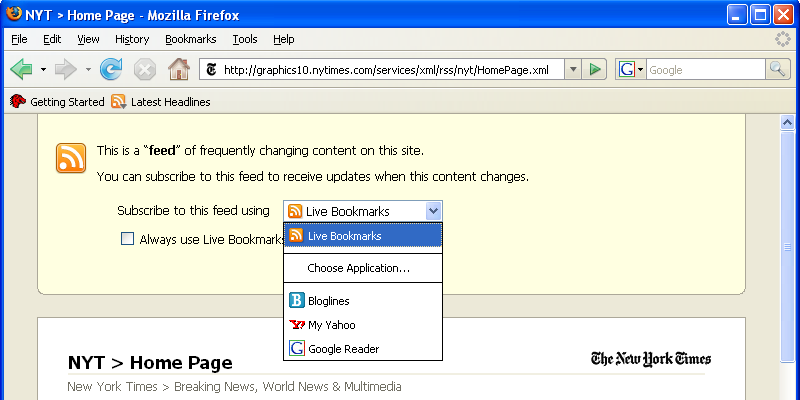 NYT > Home Page - Mozilla Firefox
File Edit View History Bookmarks Tools Help
http://graphics10.nytimes.com/services/xml/rss/nyt/HomePage.xml Google
Getting Started Latest Headlines
This is a “feed” of frequently changing content on this site.
You can subscribe to this feed to receive updates when this content changes.
Subscribe to this feed using Live Bookmarks
Always use Live Bookmarks
Live Bookmarks
Choose Application...
Bloglines
My Yahoo
Google Reader
NYT > Home Page
The New York Times
New York Times > Breaking News, World News & Multimedia